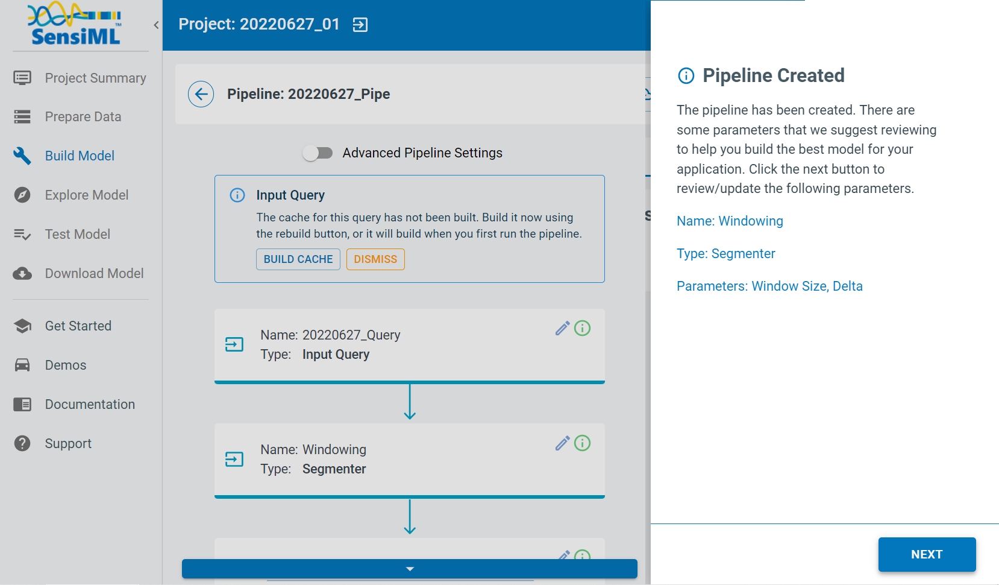 SensiML™
Project Summary
Prepare Data
Build Model
Explore Model
Test Model
Download Model
Get Started
Demos
Documentation
Support
Project: 20220627_01
Pipeline: 20220627_Pipe
Advanced Pipeline Settings
Input Query
The cache for this query has not been built. Build it now using
the rebuild button, or it will build when you first run the pipeline.
BUILD CACHE
DISMISS
Name: 20220627_Query
Type: Input Query
Name: Windowing
Type: Segmenter
Pipeline Created
The pipeline has been created. There are
some parameters that we suggest reviewing
to help you build the best model for your
application. Click the next button to
review/update the following parameters.
Name: Windowing
Type: Segmenter
Parameters: Window Size, Delta
NEXT